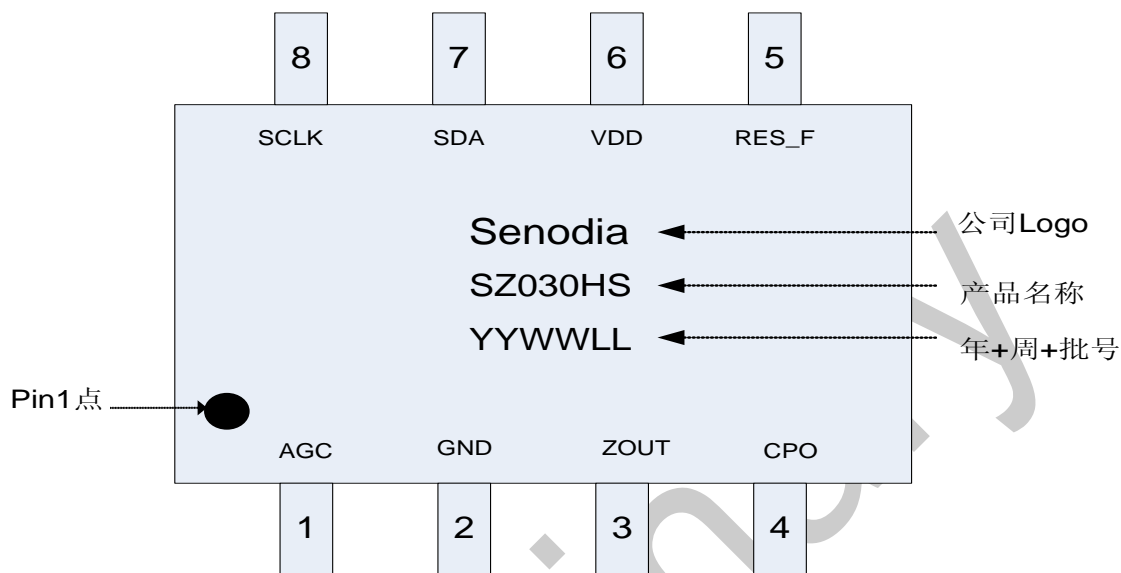 8 7 6 5
SCLK SDA VDD RES_F
Senodia
公司Logo
SZ030HS
产品名称
YYWWLL
年+周+批号
Pin1点
AGC GND ZOUT CPO
1 2 3 4